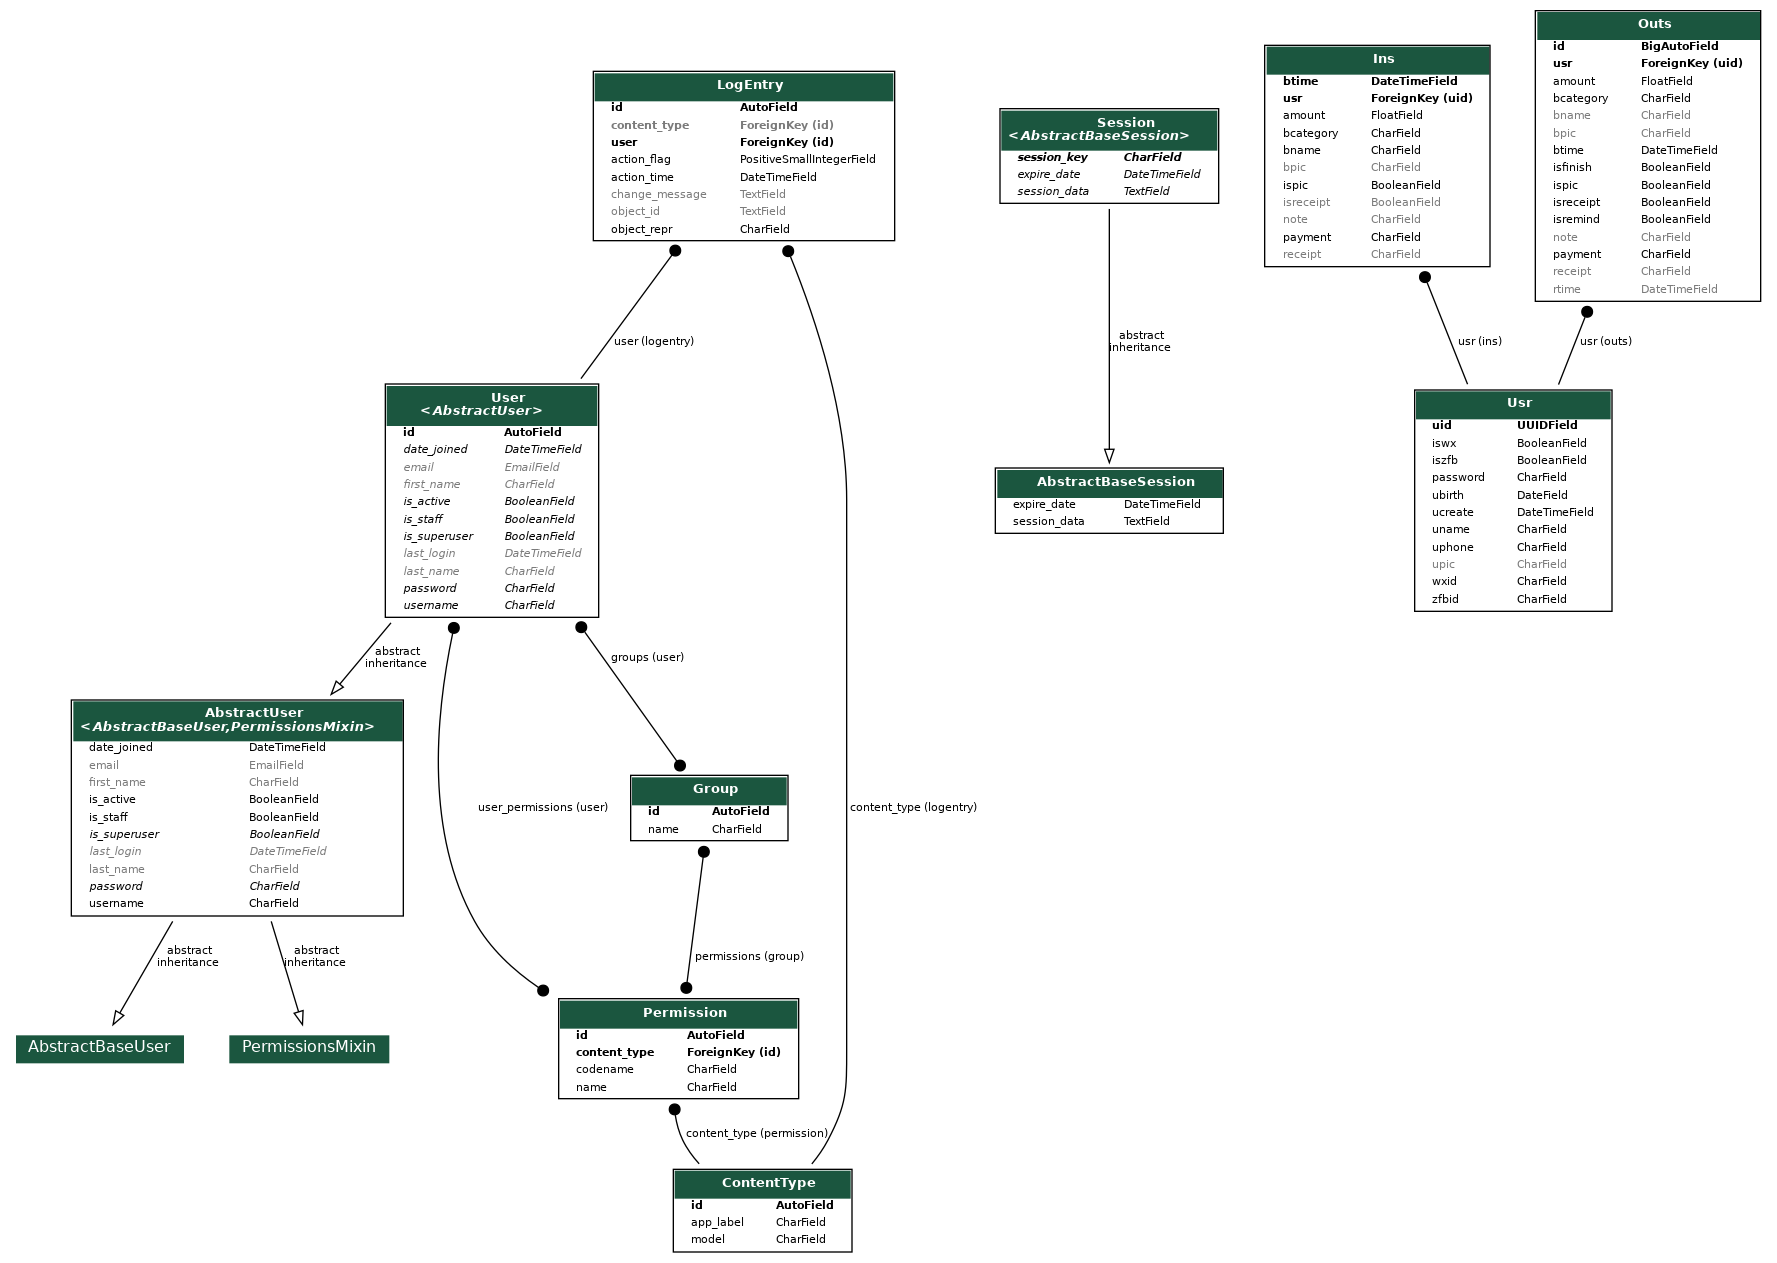 LogEntry
id AutoField
content_type ForeignKey (id)
user ForeignKey (id)
action_flag PositiveSmallIntegerField
action_time DateTimeField
change_message TextField
object_id TextField
object_repr CharField
Session
<AbstractBaseSession>
session_key CharField
expire_date DateTimeField
session_data TextField
Ins
btime DateTimeField
usr ForeignKey (uid)
amount FloatField
bcategory CharField
bname CharField
bpic CharField
ispic BooleanField
isreceipt BooleanField
note CharField
payment CharField
receipt CharField
Outs
id BigAutoField
usr ForeignKey (uid)
amount FloatField
bcategory CharField
bname CharField
bpic CharField
btime DateTimeField
isfinish BooleanField
ispic BooleanField
isreceipt BooleanField
isremind BooleanField
note CharField
payment CharField
receipt CharField
rtime DateTimeField
user (logentry)
abstract
inheritance
usr (ins)
usr (outs)
User
<AbstractUser>
id AutoField
date_joined DateTimeField
email EmailField
first_name CharField
is_active BooleanField
is_staff BooleanField
is_superuser BooleanField
last_login DateTimeField
last_name CharField
password CharField
username CharField
AbstractBaseSession
expire_date DateTimeField
session_data TextField
Usr
uid UUIDField
iswx BooleanField
iszfb BooleanField
password CharField
ubirth DateField
ucreate DateTimeField
uname CharField
uphone CharField
upic CharField
wxid CharField
zfbid CharField
abstract
inheritance
groups (user)
AbstractUser
<AbstractBaseUser,PermissionsMixin>
date_joined DateTimeField
email EmailField
first_name CharField
is_active BooleanField
is_staff BooleanField
is_superuser BooleanField
last_login DateTimeField
last_name CharField
password CharField
username CharField
user_permissions (user)
Group
id AutoField
name CharField
content_type (logentry)
abstract
inheritance
abstract
inheritance
permissions (group)
AbstractBaseUser
PermissionsMixin
Permission
id AutoField
content_type ForeignKey (id)
codename CharField
name CharField
content_type (permission)
ContentType
id AutoField
app_label CharField
model CharField